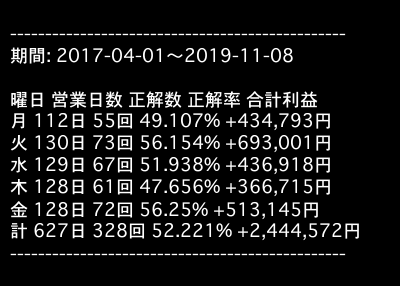 ------------------------------------------------
期間: 2017-04-01～2019-11-08
曜日 営業日数 正解数 正解率 合計利益
月 112日 55回 49.107% +434,793円
火 130日 73回 56.154% +693,001円
水 129日 67回 51.938% +436,918円
木 128日 61回 47.656% +366,715円
金 128日 72回 56.25% +513,145円
計 627日 328回 52.221% +2,444,572円
------------------------------------------------